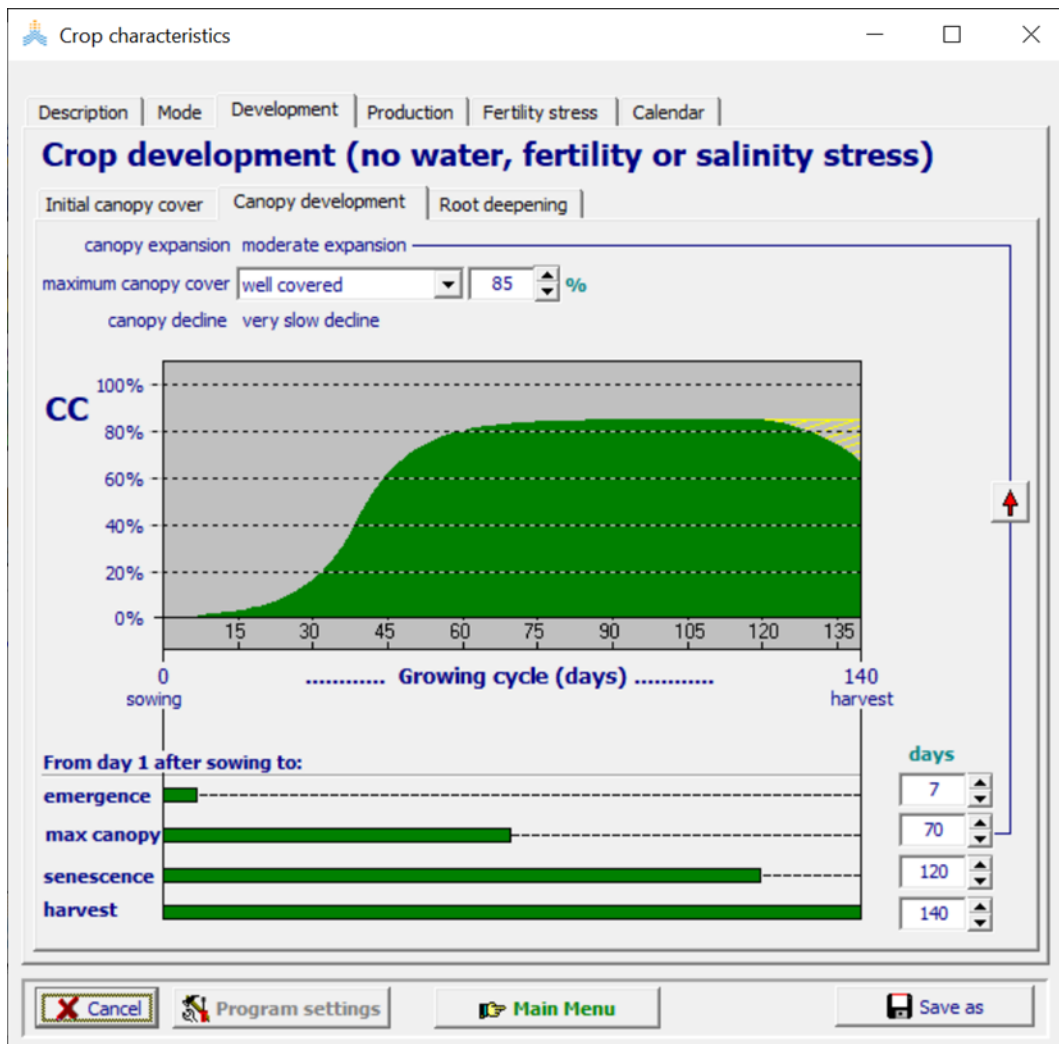 Crop characteristics
Description Mode Development Production Fertility stress Calendar
Crop development (no water, fertility or salinity stress)
Initial canopy cover Canopy development Root deepening
canopy expansion moderate expansion
maximum canopy cover well covered 85 %
canopy decline very slow decline
CC
100%
80%
60%
40%
20%
0%
15 30 45 60 75 90 105 120 135
0 ............ Growing cycle (days) ............ 140
sowing harvest
From day 1 after sowing to: days
emergence 7
max canopy 70
senescence 120
harvest 140
Cancel Program settings Main Menu Save as